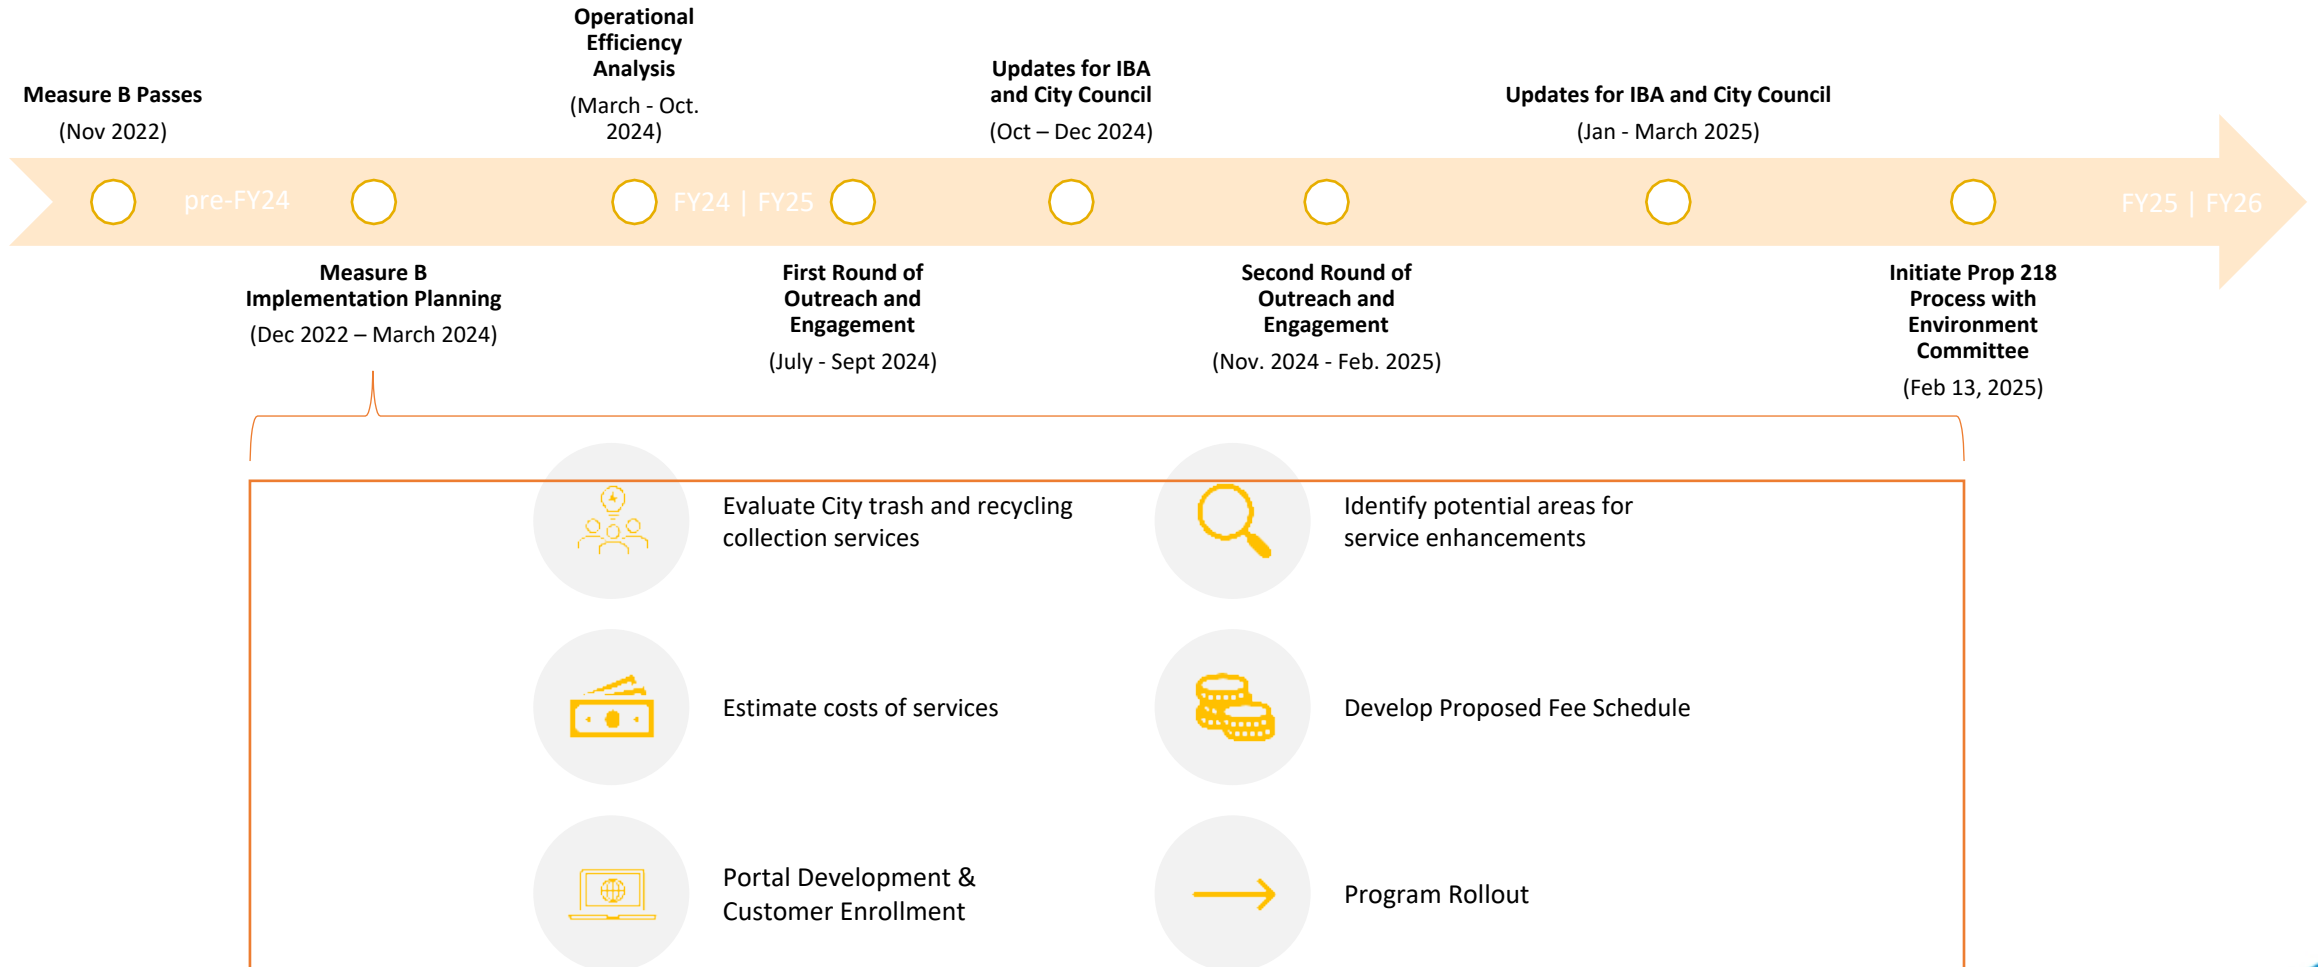 Measure B Passes
(Nov 2022)
Operational
Efficiency
Analysis
(March - Oct.
2024)
Updates for IBA
and City Council
(Oct – Dec 2024)
Updates for IBA and City Council
(Jan - March 2025)
pre-FY24
FY24 | FY25
FY25 | FY26
Measure B
Implementation Planning
(Dec 2022 – March 2024)
First Round of
Outreach and
Engagement
(July - Sept 2024)
Second Round of
Outreach and
Engagement
(Nov. 2024 - Feb. 2025)
Initiate Prop 218
Process with
Environment
Committee
(Feb 13, 2025)
Evaluate City trash and recycling
collection services
Identify potential areas for
service enhancements
Estimate costs of services
Develop Proposed Fee Schedule
Portal Development &
Customer Enrollment
Program Rollout